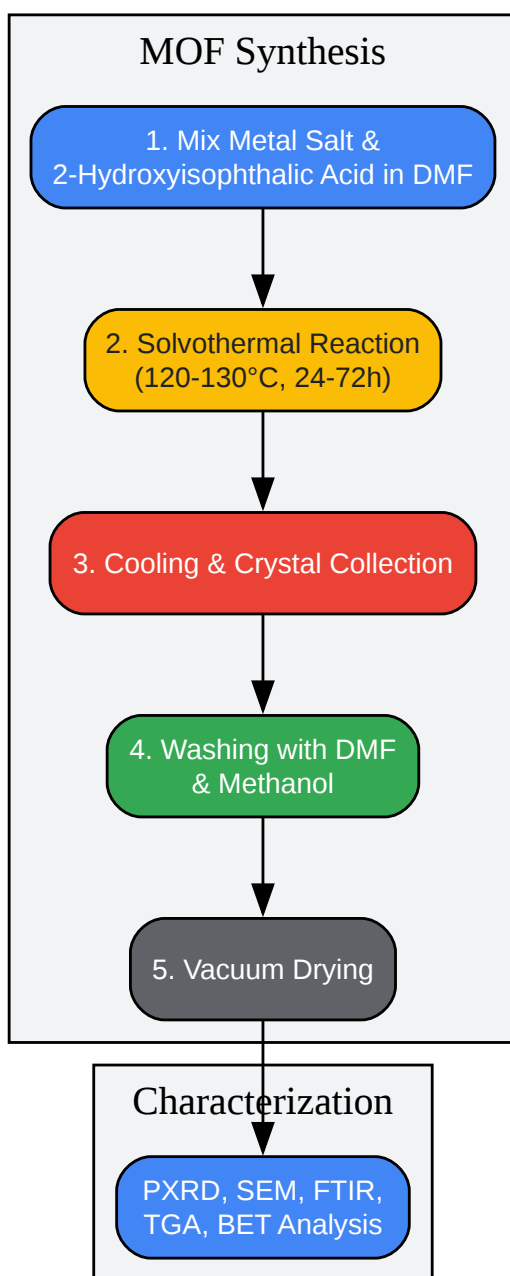 MOF Synthesis
1. Mix Metal Salt &
2-Hydroxyisophthalic Acid in DMF
2. Solvothermal Reaction
(120-130°C, 24-72h)
3. Cooling & Crystal Collection
4. Washing with DMF
& Methanol
5. Vacuum Drying
Characterization
PXRD, SEM, FTIR,
TGA, BET Analysis